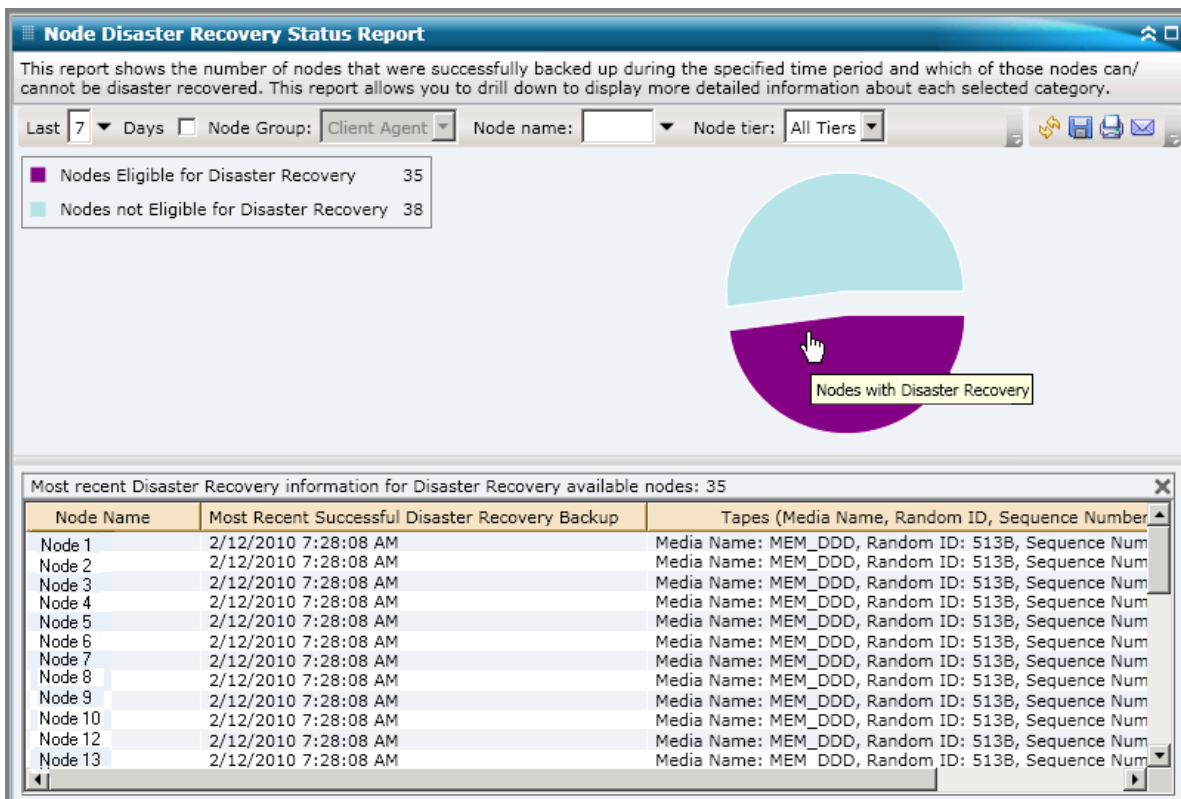 Node Disaster Recovery Status Report
This report shows the number of nodes that were successfully backed up during the specified time period and which of those nodes can/
cannot be disaster recovered. This report allows you to drill down to display more detailed information about each selected category.
Last 7 Days Node Group: Client Agent Node name: Node tier: All Tiers
Nodes Eligible for Disaster Recovery 35
Nodes not Eligible for Disaster Recovery 38
Nodes with Disaster Recovery
Most recent Disaster Recovery information for Disaster Recovery available nodes: 35
Node Name Most Recent Successful Disaster Recovery Backup Tapes (Media Name, Random ID, Sequence Number
Node 1 2/12/2010 7:28:08 AM Media Name: MEM_DDD, Random ID: 513B, Sequence Num
Node 2 2/12/2010 7:28:08 AM Media Name: MEM_DDD, Random ID: 513B, Sequence Num
Node 3 2/12/2010 7:28:08 AM Media Name: MEM_DDD, Random ID: 513B, Sequence Num
Node 4 2/12/2010 7:28:08 AM Media Name: MEM_DDD, Random ID: 513B, Sequence Num
Node 5 2/12/2010 7:28:08 AM Media Name: MEM_DDD, Random ID: 513B, Sequence Num
Node 6 2/12/2010 7:28:08 AM Media Name: MEM_DDD, Random ID: 513B, Sequence Num
Node 7 2/12/2010 7:28:08 AM Media Name: MEM_DDD, Random ID: 513B, Sequence Num
Node 8 2/12/2010 7:28:08 AM Media Name: MEM_DDD, Random ID: 513B, Sequence Num
Node 9 2/12/2010 7:28:08 AM Media Name: MEM_DDD, Random ID: 513B, Sequence Num
Node 10 2/12/2010 7:28:08 AM Media Name: MEM_DDD, Random ID: 513B, Sequence Num
Node 12 2/12/2010 7:28:08 AM Media Name: MEM_DDD, Random ID: 513B, Sequence Num
Node 13 2/12/2010 7:28:08 AM Media Name: MEM_DDD, Random ID: 513B, Sequence Num